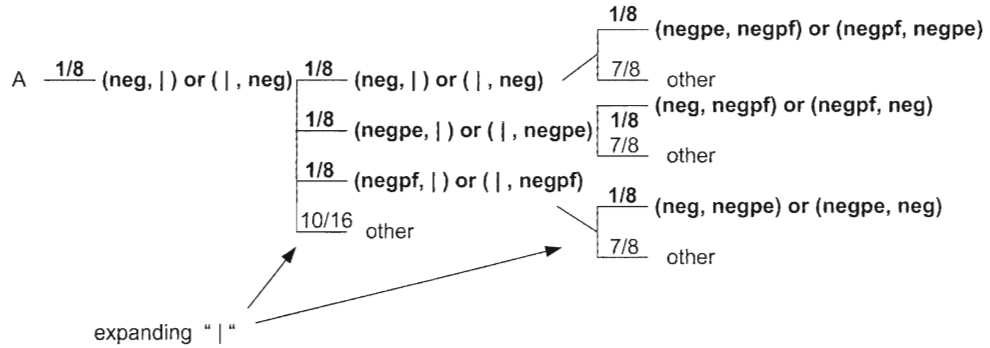 1/8 (negpe, negpf) or (negpf, negpe)
A 1/8 (neg, | ) or ( | , neg) 1/8 (neg, | ) or ( | , neg) 7/8 other
1/8 (neg, negpf) or (negpf, neg)
1/8 (negpe, | ) or ( | , negpe) 7/8 other
1/8 (negpf, | ) or ( | , negpf) 1/8 (neg, negpe) or (negpe, neg)
10/16 other 7/8 other
expanding “ | “